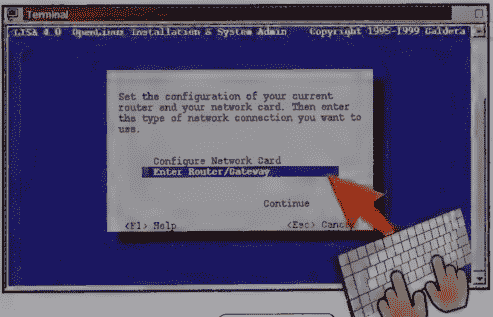 Terminal
LISA 4.0 OpenLinux Installation & System Admin Copyright 1995-1999 Caldera
Set the configuration of your current
router and your network card. Then enter
the type of network connection you want to
use.
Configure Network Card
Enter Router/Gateway
Continue
<F1> Help <Esc>